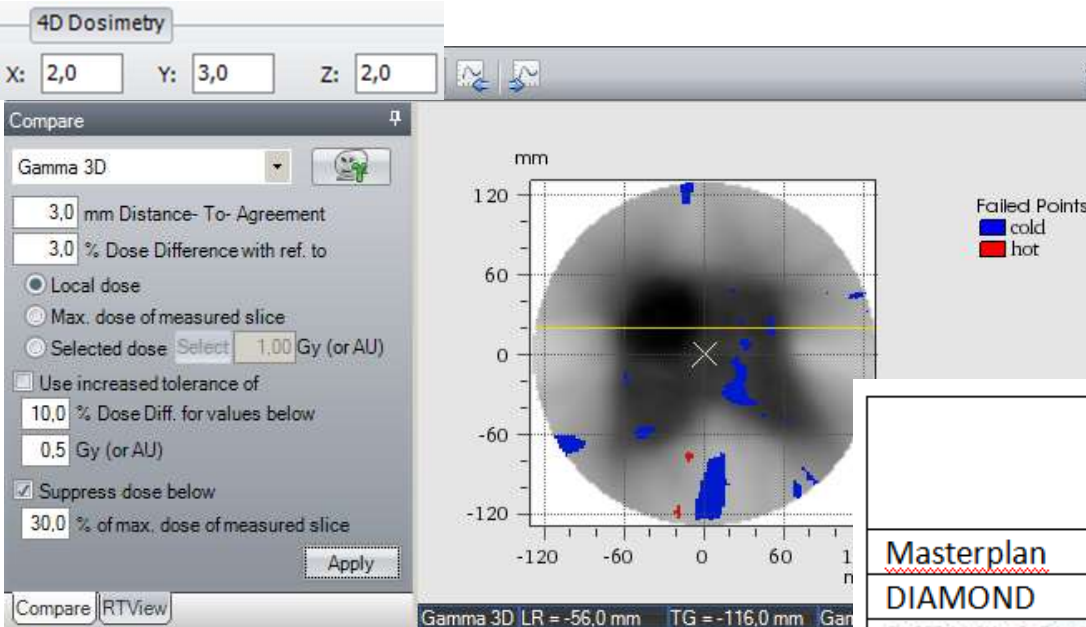 4D Dosimetry
X: 2,0 Y: 3,0 Z: 2,0
Compare
Gamma 3D
3,0 mm Distance- To- Agreement
3,0 % Dose Difference with ref. to
Local dose
Max. dose of measured slice
Selected dose Select 1,00 Gy (or AU)
Use increased tolerance of
10,0 % Dose Diff. for values below
0.5 Gy (or AU)
Suppress dose below
30.0 % of max. dose of measured slice
Apply
Compare RTView
mm
120
60
0
-60
-120
-120 -60 0 60
Failed Points
cold
hot
Gamma 3D LR = -56,0 mm TG = -116,0 mm
Masterplan
DIAMOND